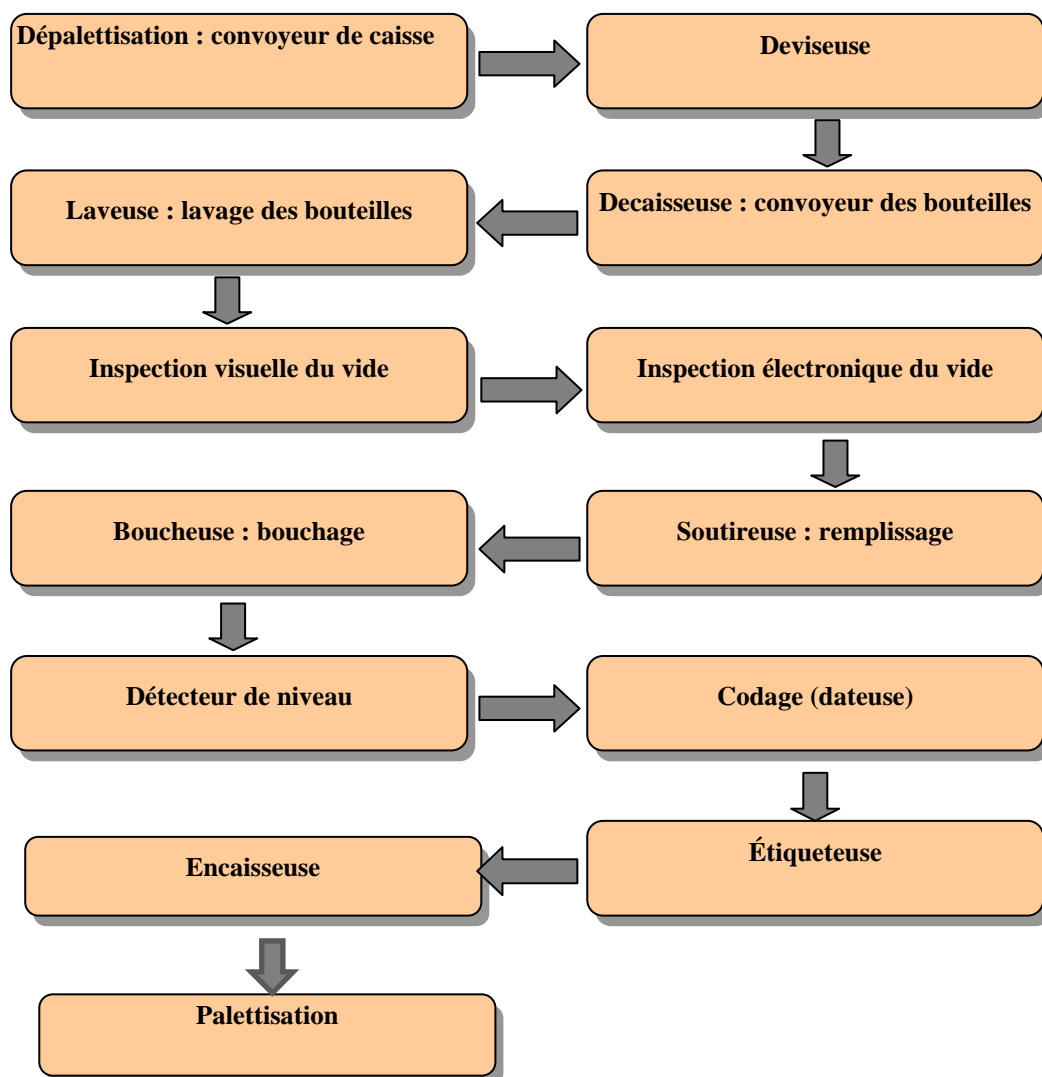 Dépalettisation : convoyeur de caisse
Deviseuse
Decaisseuse : convoyeur des bouteilles
Laveuse : lavage des bouteilles
Inspection visuelle du vide
Inspection électronique du vide
Soutireuse : remplissage
Boucheuse : bouchage
Détecteur de niveau
Codage (dateuse)
Étiqueteuse
Encaisseuse
Palettisation